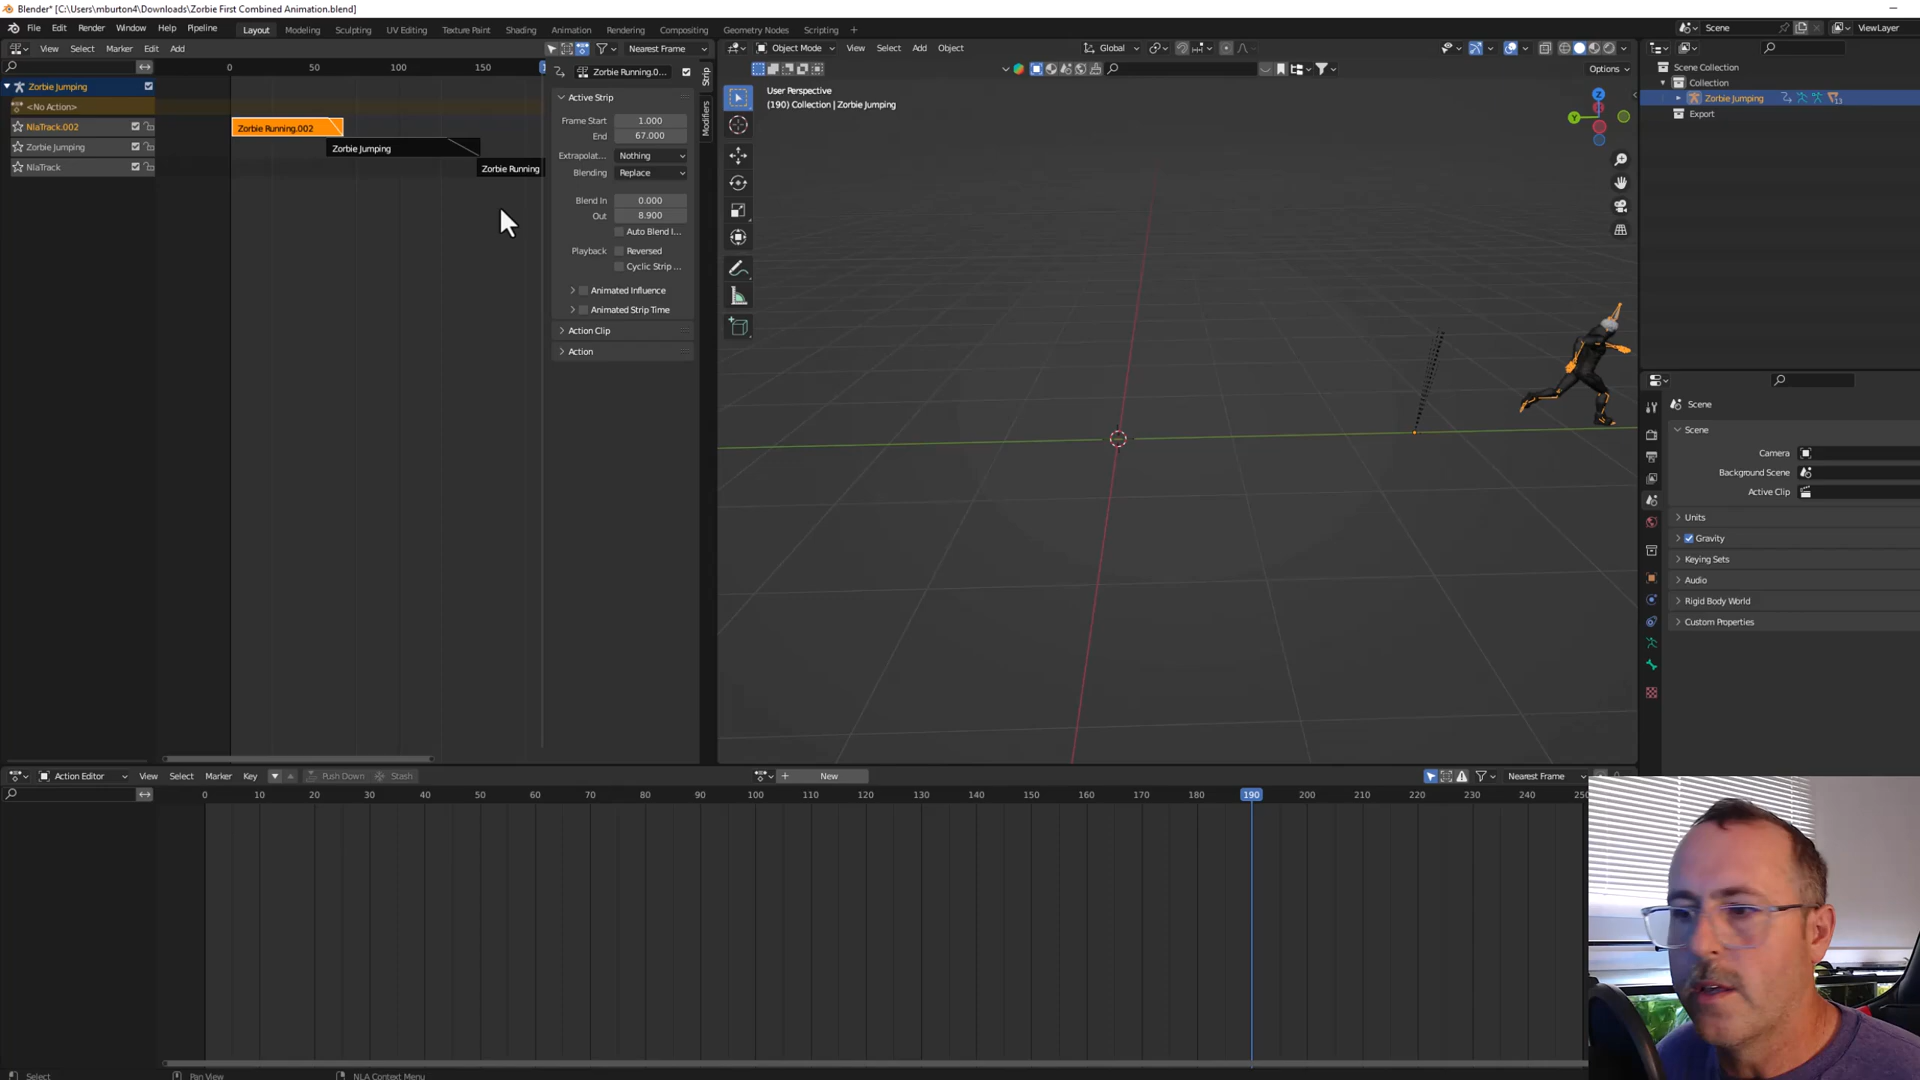 Blender* [C:\Users\mburton4\Downloads\Zorbie First Combined Animation.blend]
File Edit Render Window Help Pipeline
Layout Modeling Sculpting UV Editing Texture Paint Shading Animation Rendering Compositing Geometry Nodes Scripting +
Scene
ViewLayer
View Select Marker Edit Add
Nearest Frame
Object Mode View Select Add Object
Global
Options
0 50 100 150
Zorbie Jumping
<No Action>
NlaTrack.002
Zorbie Jumping
NlaTrack
Zorbie Running.002
Zorbie Jumping
Zorbie Running
Zorbie Running.0...
Strip
Modifiers
Active Strip
Frame Start 1.000
End 67.000
Extrapolat... Nothing
Blending Replace
Blend In 0.000
Out 8.900
Auto Blend I...
Playback Reversed
Cyclic Strip ...
Animated Influence
Animated Strip Time
Action Clip
Action
User Perspective
(190) Collection | Zorbie Jumping
Z
Y
Scene Collection
Collection
Zorbie Jumping
13
Export
Scene
Scene
Camera
Background Scene
Active Clip
Units
Gravity
Keying Sets
Audio
Rigid Body World
Custom Properties
Action Editor View Select Marker Key Push Down Stash
+ New
Nearest Frame
0 10 20 30 40 50 60 70 80 90 100 110 120 130 140 150 160 170 180 190 200 210 220 230 240 250
Select Pan View NLA Context Menu